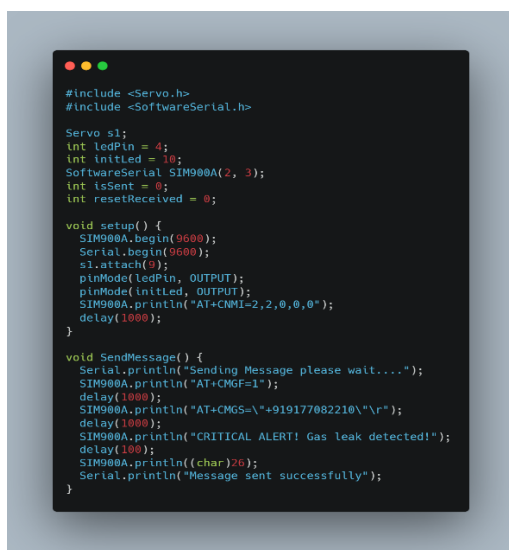 #include <Servo.h>
#include <SoftwareSerial.h>

Servo s1;
int ledPin = 4;
int initLed = 10;
SoftwareSerial SIM900A(2, 3);
int isSent = 0;
int resetReceived = 0;

void setup() {
  SIM900A.begin(9600);
  Serial.begin(9600);
  s1.attach(9);
  pinMode(ledPin, OUTPUT);
  pinMode(initLed, OUTPUT);
  SIM900A.println("AT+CNMI=2,2,0,0,0");
  delay(1000);
}

void SendMessage() {
  Serial.println("Sending Message please wait....");
  SIM900A.println("AT+CMGF=1");
  delay(1000);
  SIM900A.println("AT+CMGS=\"+919177082210\"\r");
  delay(1000);
  SIM900A.println("CRITICAL ALERT! Gas leak detected!");
  delay(100);
  SIM900A.println((char)26);
  Serial.println("Message sent successfully");
}